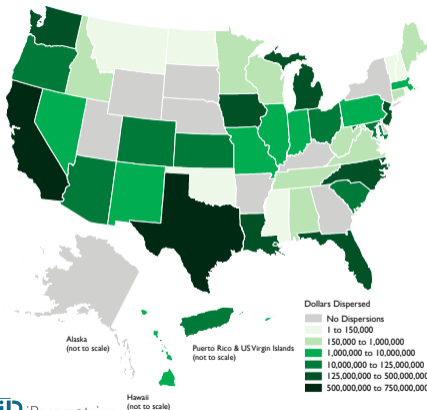 Alaska
(not to scale)
Hawaii
(not to scale)
Puerto Rico & US Virgin Islands
(not to scale)
Dollars Dispersed
No Dispersions
1 to 150,000
150,000 to 1,000,000
1,000,000 to 10,000,000
10,000,000 to 125,000,000
125,000,000 to 500,000,000
500,000,000 to 750,000,000